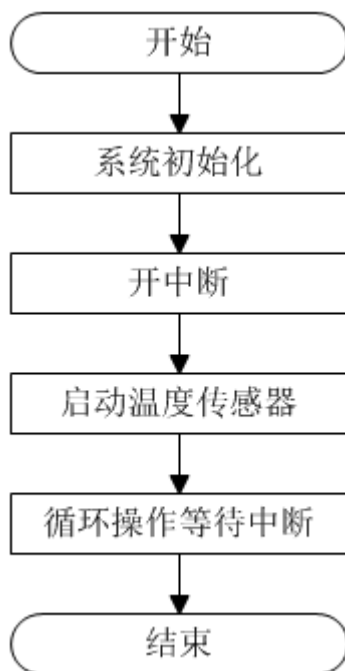 开始
系统初始化
开中断
启动温度传感器
循环操作等待中断
结束